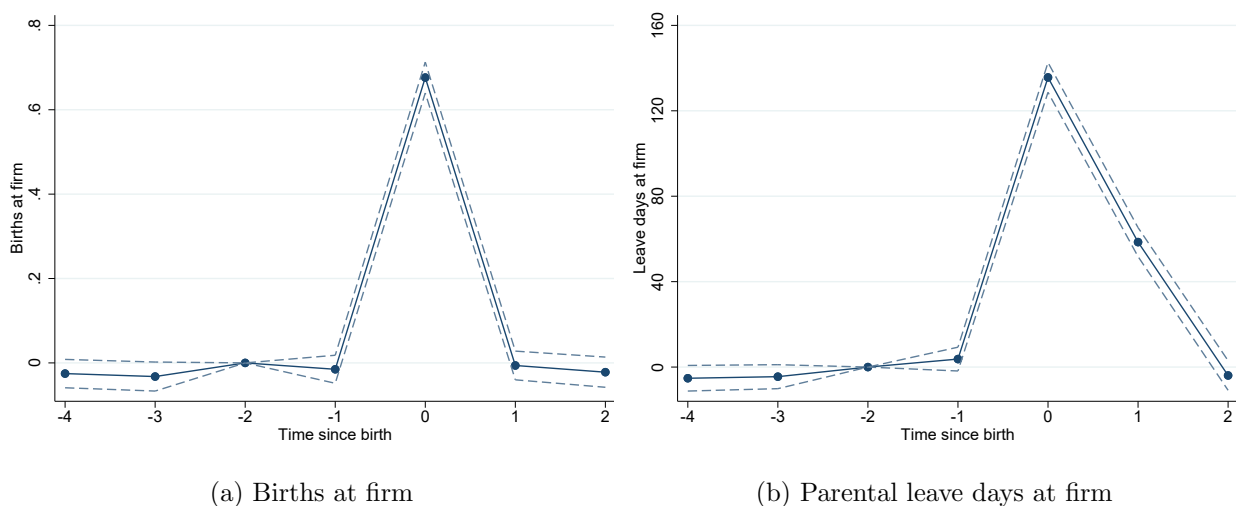 .8
.6
.4
.2
0
Births at firm
-4 -3 -2 -1 0 1 2
Time since birth
(a) Births at firm
160
120
80
40
0
Leave days at firm
-4 -3 -2 -1 0 1 2
Time since birth
(b) Parental leave days at firm